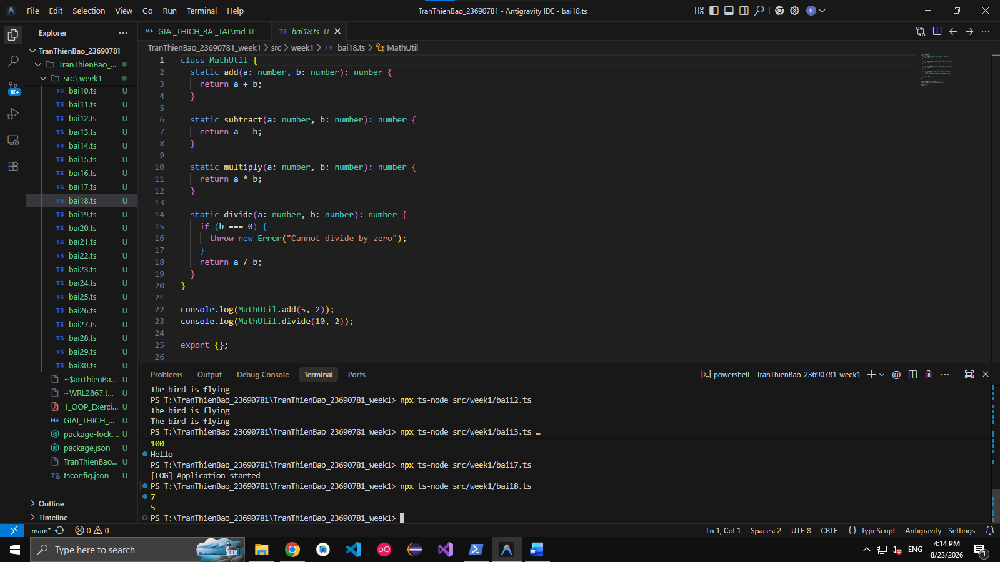 File Edit Selection View Go Run Terminal Help
TranThienBao_23690781 - Antigravity IDE - bai18.ts
B
Explorer
TranThienBao_23690781
TranThienBao_...
src\week1
bai10.ts U
bai11.ts U
bai12.ts U
bai13.ts U
bai14.ts U
bai15.ts U
bai16.ts U
bai17.ts U
bai18.ts U
bai19.ts U
bai20.ts U
bai21.ts U
bai22.ts U
bai23.ts U
bai24.ts U
bai25.ts U
bai26.ts U
bai27.ts U
bai28.ts U
bai29.ts U
bai30.ts U
~$anThienBa... U
~WRL2867.t... U
1_OOP_Exerci... U
GIAI_THICH_... U
package-lock.... U
package.json U
TranThienBao... U
tsconfig.json U
Outline
Timeline
1K+
GIAI_THICH_BAI_TAP.md U
TS bai18.ts U
TranThienBao_23690781_week1 > src > week1 > TS bai18.ts > MathUtil
1 class MathUtil {
2 static add(a: number, b: number): number {
3 return a + b;
4 }
5
6 static subtract(a: number, b: number): number {
7 return a - b;
8 }
9
10 static multiply(a: number, b: number): number {
11 return a * b;
12 }
13
14 static divide(a: number, b: number): number {
15 if (b === 0) {
16 throw new Error("Cannot divide by zero");
17 }
18 return a / b;
19 }
20 }
21
22 console.log(MathUtil.add(5, 2));
23 console.log(MathUtil.divide(10, 2));
24
25 export {};
26
Problems Output Debug Console Terminal Ports
powershell - TranThienBao_23690781_week1
The bird is flying
PS T:\TranThienBao_23690781\TranThienBao_23690781_week1> npx ts-node src/week1/bai12.ts
The bird is flying
The bird is flying
PS T:\TranThienBao_23690781\TranThienBao_23690781_week1> npx ts-node src/week1/bai13.ts …
100
Hello
PS T:\TranThienBao_23690781\TranThienBao_23690781_week1> npx ts-node src/week1/bai17.ts
[LOG] Application started
PS T:\TranThienBao_23690781\TranThienBao_23690781_week1> npx ts-node src/week1/bai18.ts
7
5
PS T:\TranThienBao_23690781\TranThienBao_23690781_week1>
main* 0 0
Ln 1, Col 1 Spaces: 2 UTF-8 CRLF {} TypeScript Antigravity - Settings
Type here to search
ENG
4:14 PM
8/23/2026
1